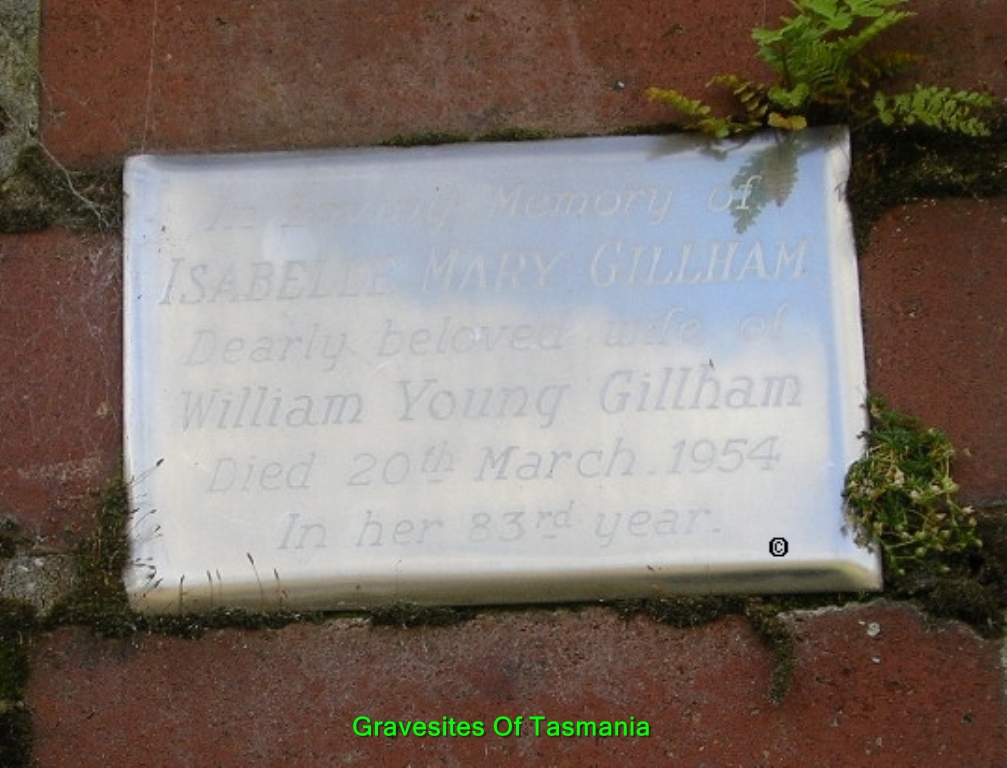 In Loving Memory of
ISABELLE MARY GILLHAM
Dearly beloved wife of
William Young Gillham
Died 20th March 1954
In her 83rd year.
©
Gravesites Of Tasmania